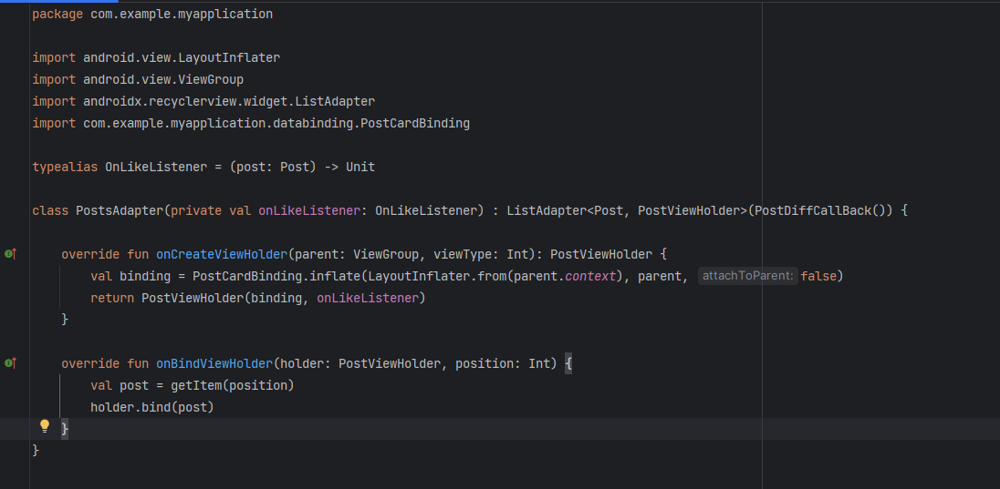 package com.example.myapplication
import android.view.LayoutInflater
import android.view.ViewGroup
import androidx.recyclerview.widget.ListAdapter
import com.example.myapplication.databinding.PostCardBinding
typealias OnLikeListener = (post: Post) -> Unit
class PostsAdapter(private val onLikeListener: OnLikeListener) : ListAdapter<Post, PostViewHolder>(PostDiffCallBack()) {
override fun onCreateViewHolder(parent: ViewGroup, viewType: Int): PostViewHolder {
val binding = PostCardBinding.inflate(LayoutInflater.from(parent.context), parent, attachToParent: false)
return PostViewHolder(binding, onLikeListener)
}
override fun onBindViewHolder(holder: PostViewHolder, position: Int) {
val post = getItem(position)
holder.bind(post)
}
}